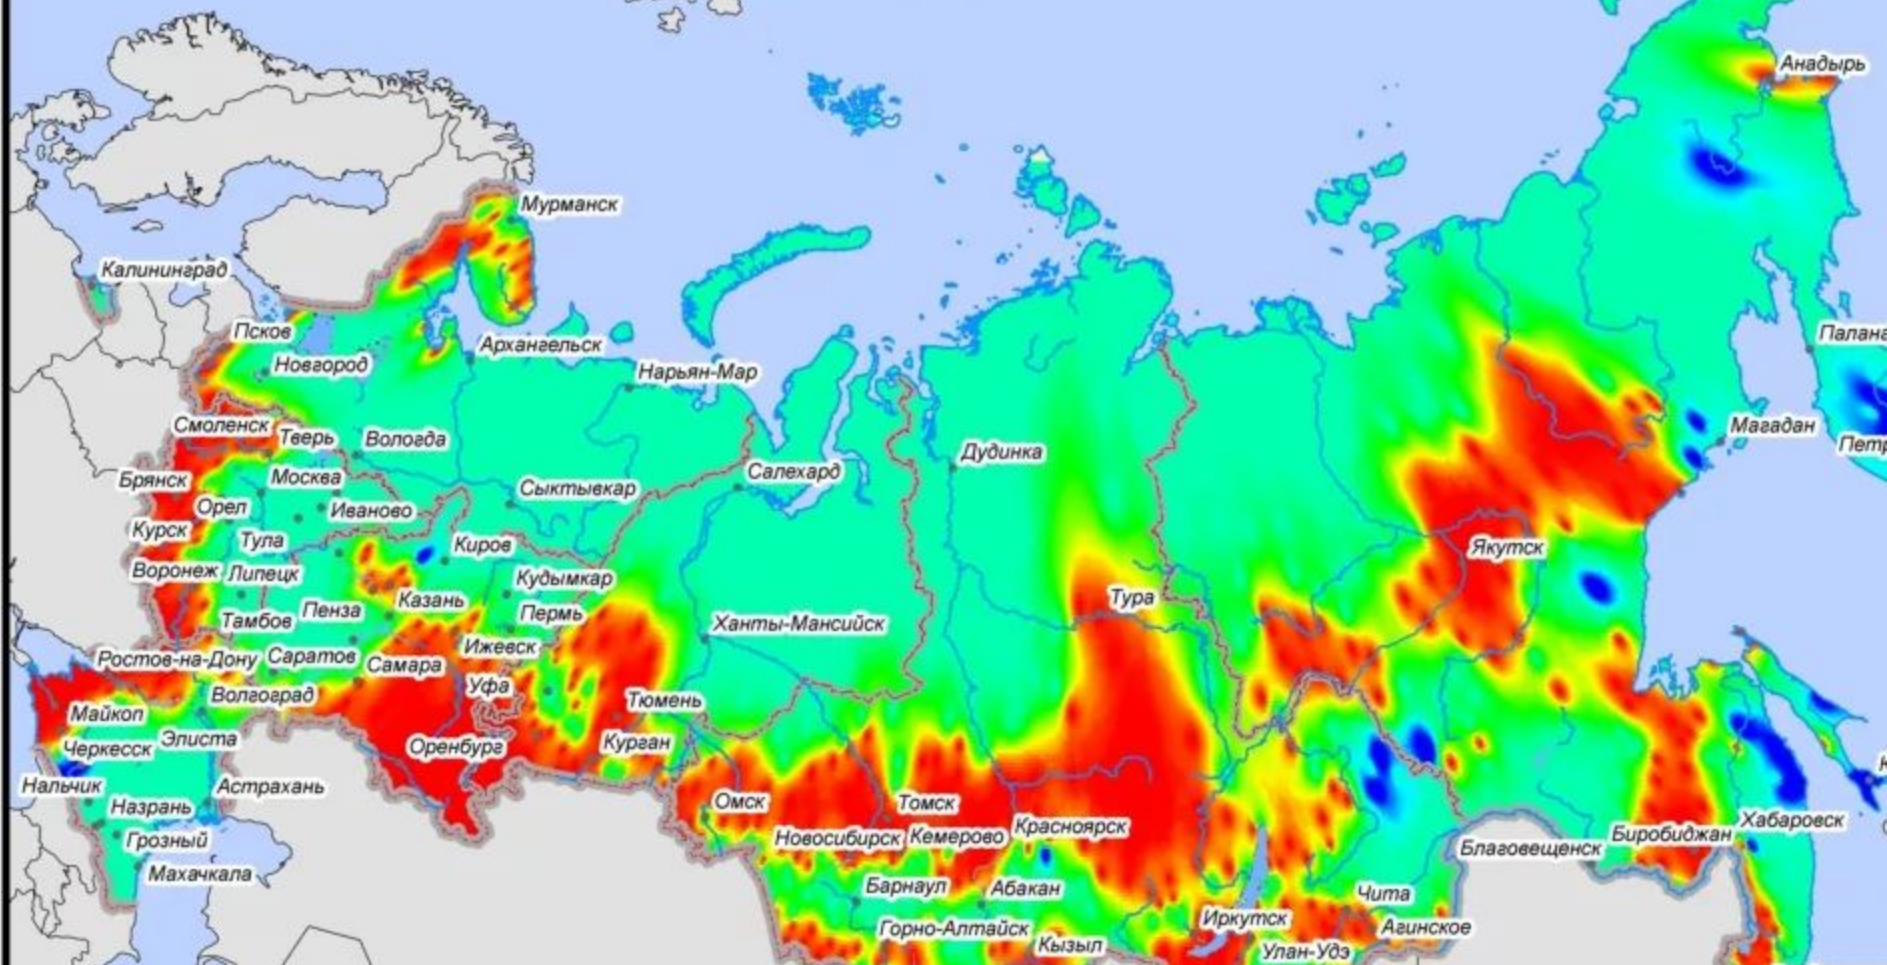 Анадырь
Мурманск
Калининград
Псков
Новгород
Архангельск
Нарьян-Мар
Палана
Смоленск
Тверь
Вологда
Магадан
Дудинка
Салехард
Брянск
Москва
Сыктывкар
Орел
Иваново
Курск
Тула
Киров
Якутск
Воронеж
Липецк
Кудымкар
Казань
Тура
Пенза
Пермь
Тамбов
Ханты-Мансийск
Ижевск
Ростов-на-Дону
Саратов
Самара
Уфа
Волгоград
Тюмень
Майкоп
Элиста
Черкесск
Оренбург
Курган
Нальчик
Астрахань
Назрань
Омск
Томск
Грозный
Новосибирск
Кемерово
Красноярск
Хабаровск
Биробиджан
Благовещенск
Махачкала
Барнаул
Абакан
Чита
Горно-Алтайск
Иркутск
Агинское
Кызыл
Улан-Удэ